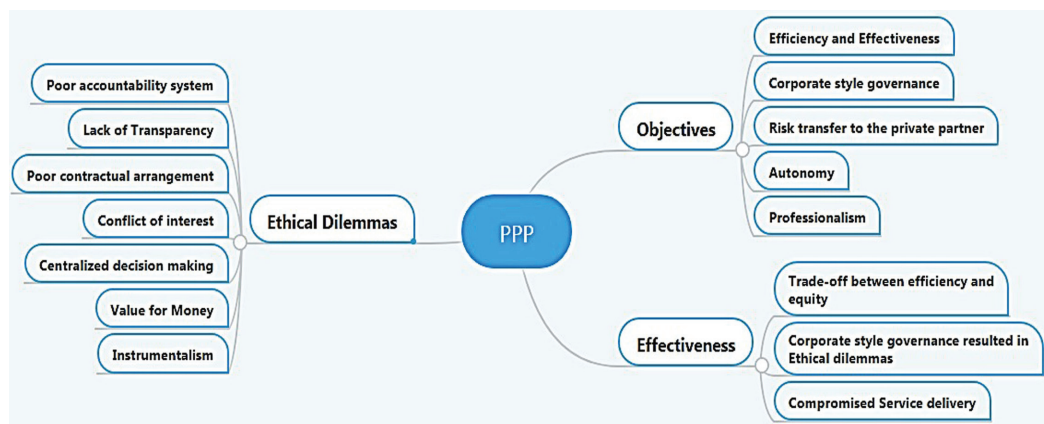 PPP
Ethical Dilemmas
Poor accountability system
Lack of Transparency
Poor contractual arrangement
Conflict of interest
Centralized decision making
Value for Money
Instrumentalism
Objectives
Efficiency and Effectiveness
Corporate style governance
Risk transfer to the private partner
Autonomy
Professionalism
Effectiveness
Trade-off between efficiency and
equity
Corporate style governance resulted in
Ethical dilemmas
Compromised Service delivery